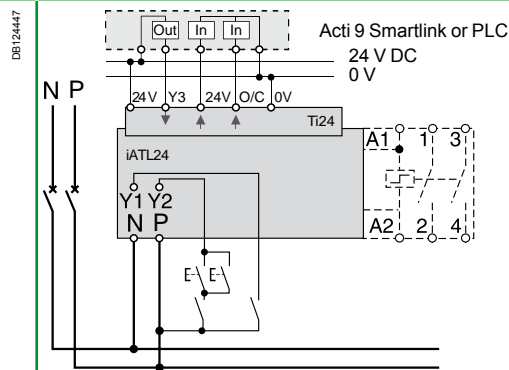 DB124447
Out In In
Acti 9 Smartlink or PLC
24 V DC
0 V
N P
24 V Y3 24V O/C 0V
Ti24
A1 1 3
iATL24
Y1 Y2
N P
A2 2 4
E E